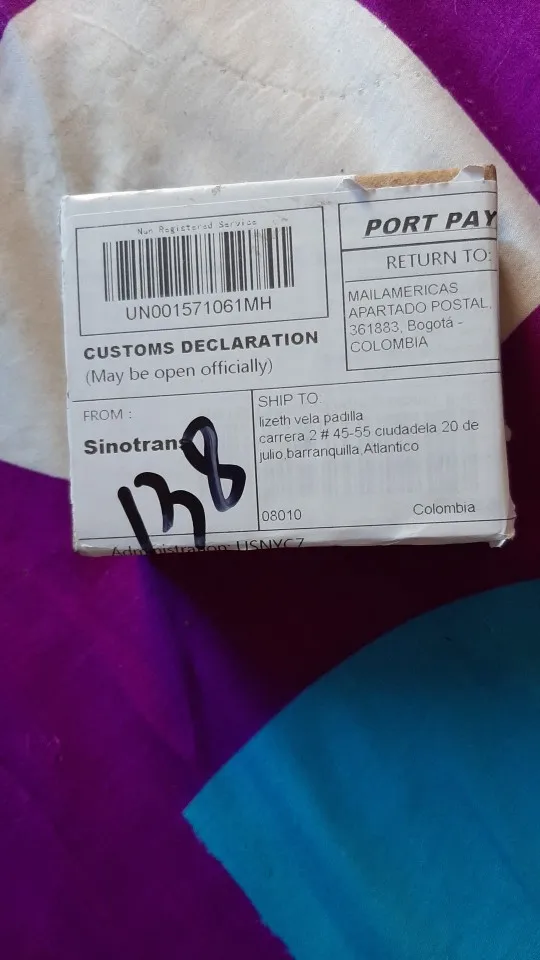 Non Registered Service
UN001571061MH
CUSTOMS DECLARATION
(May be open officially)
PORT PAY
RETURN TO:
MAILAMERICAS
APARTADO POSTAL,
361883, Bogotá -
COLOMBIA
FROM :
Sinotrans
138
SHIP TO:
lizeth vela padilla
carrera 2 # 45-55 ciudadela 20 de
julio,barranquilla,Atlantico
08010
Colombia
Administration: USNYC7